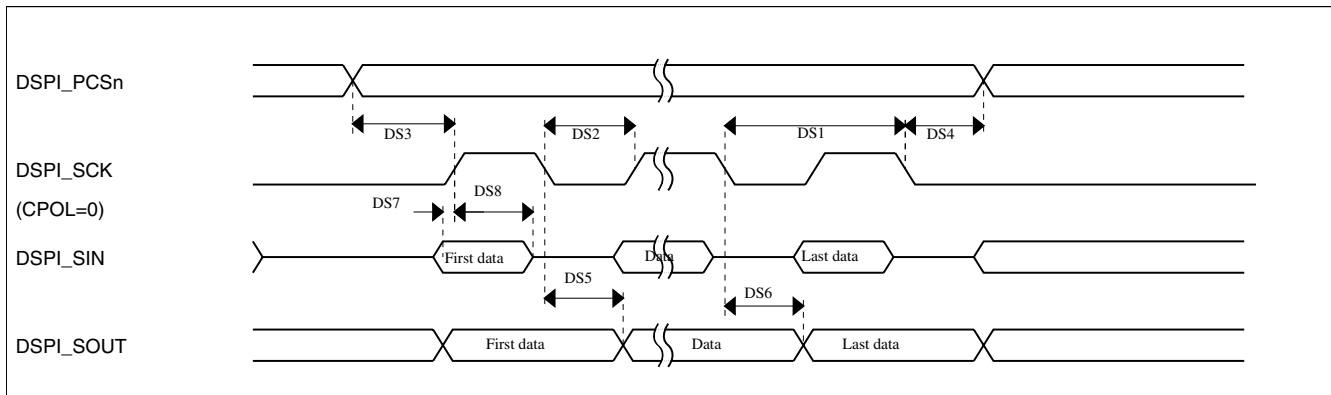 DSPI_PCSn
DS3
DS2
DS1
DS4
DSPI_SCK
(CPOL=0)
DS7
DS8
DSPI_SIN
First data
Data
Last data
DS5
DS6
DSPI_SOUT
First data
Data
Last data